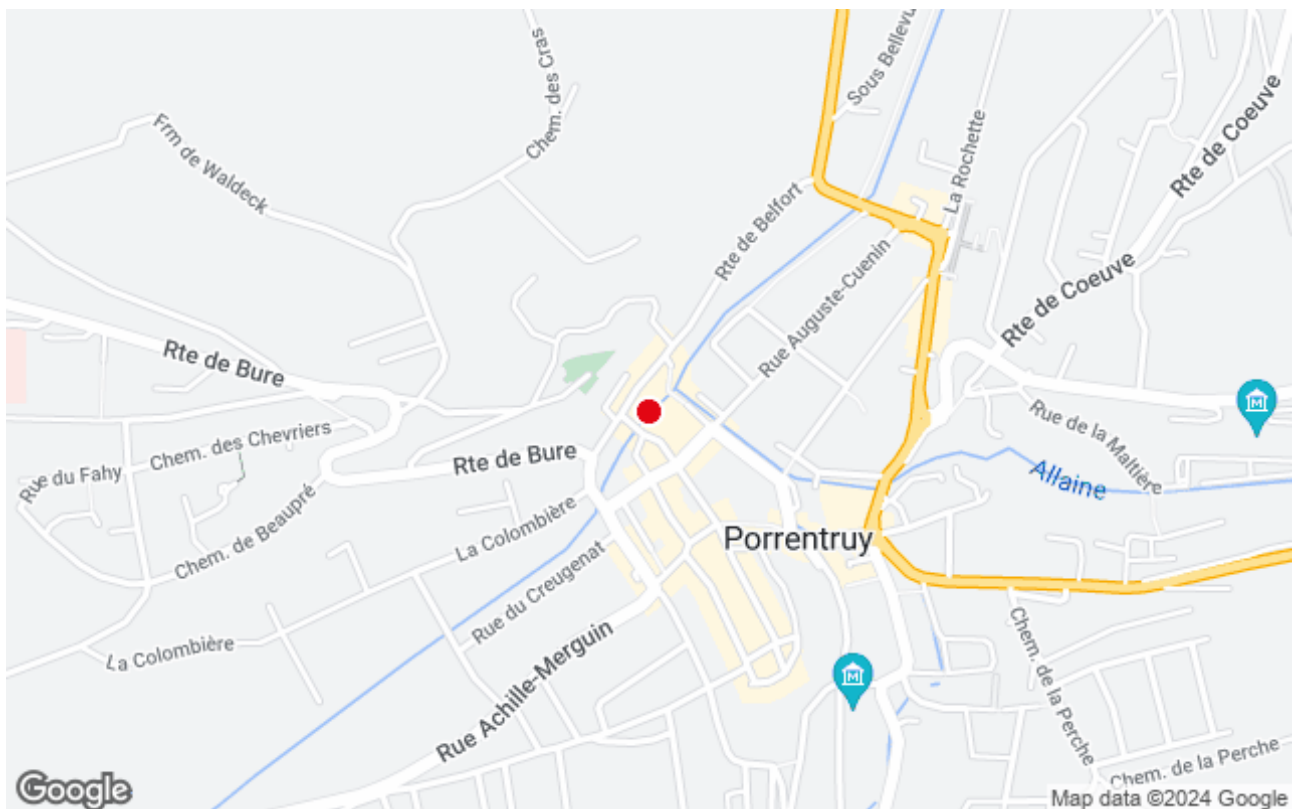 Sous Bellevu
Chem. des Cras
Rte de Coeuve
Frm de Waldeck
La Rochette
Rte de Belfort
Rue Auguste-Cuenin
Rte de Coeuve
Rte de Bure
Chem. des Chevriers
Rue de la Maltière
Rte de Bure
Rue du Fahy
Allaine
Chem. de Beaupré
La Colombière
Porrentruy
Rue du Creugenat
La Colombière
Rue Achille-Merguin
Chem. de la Perche
Chem. de la Perche
M
M
Google
Map data ©2024 Google